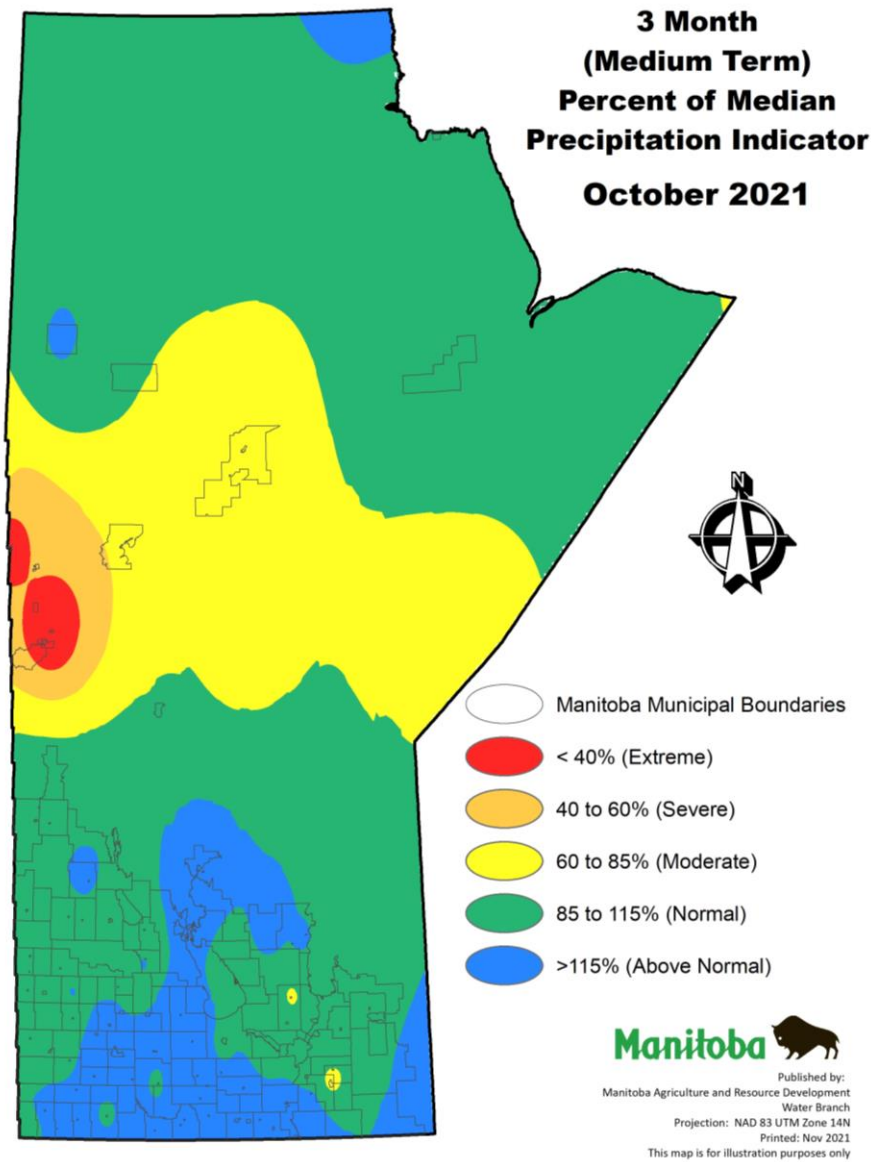 3 Month
(Medium Term)
Percent of Median
Precipitation Indicator
October 2021
N
Manitoba Municipal Boundaries
< 40% (Extreme)
40 to 60% (Severe)
60 to 85% (Moderate)
85 to 115% (Normal)
>115% (Above Normal)
Manitoba
Published by:
Manitoba Agriculture and Resource Development
Water Branch
Projection: NAD 83 UTM Zone 14N
Printed: Nov 2021
This map is for illustration purposes only